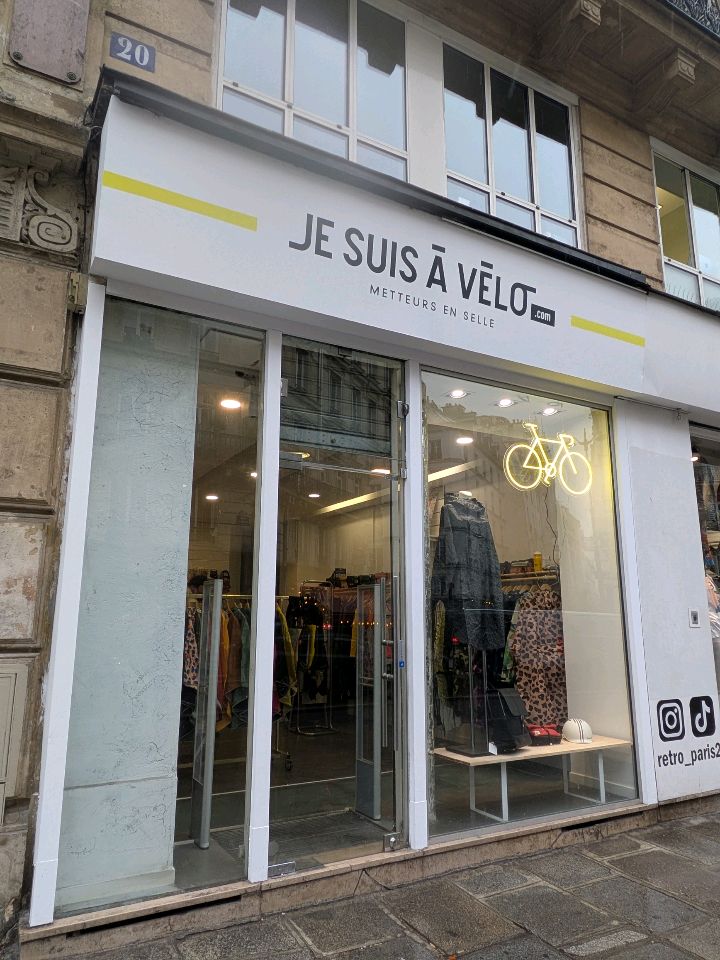 20
JE SUIS Ā VĒLO
.com
METTEURS EN SELLE
retro_paris2